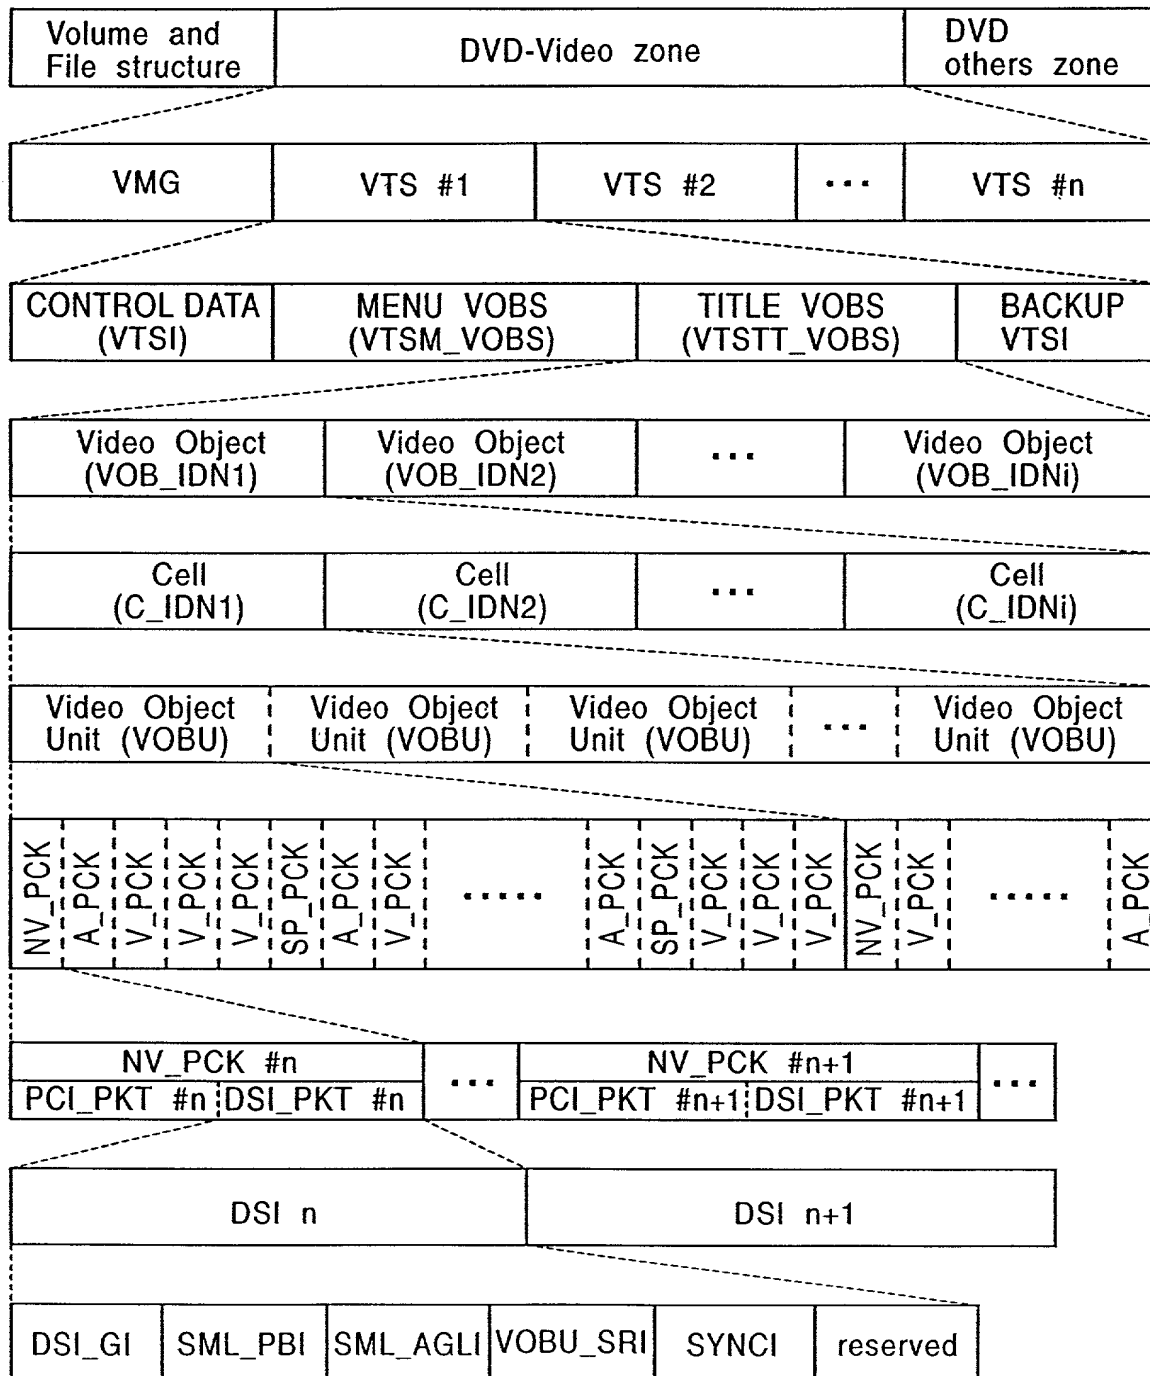 Volume and File structure
DVD-Video zone
DVD others zone
VMG
VTS #1
VTS #2
...
VTS #n
CONTROL DATA (VTSI)
MENU VOBS (VTSM_VOBS)
TITLE VOBS (VTSTT_VOBS)
BACKUP VTSI
Video Object (VOB_IDN1)
Video Object (VOB_IDN2)
...
Video Object (VOB_IDNi)
Cell (C_IDN1)
Cell (C_IDN2)
...
Cell (C_IDNi)
Video Object Unit (VOBU)
Video Object Unit (VOBU)
Video Object Unit (VOBU)
...
Video Object Unit (VOBU)
NV_PCK
A_PCK
V_PCK
V_PCK
V_PCK
SP_PCK
A_PCK
V_PCK
.....
A_PCK
SP_PCK
V_PCK
V_PCK
V_PCK
NV_PCK
V_PCK
.....
A_PCK
NV_PCK #n
...
NV_PCK #n+1
...
PCI_PKT #n
DSI_PKT #n
PCI_PKT #n+1
DSI_PKT #n+1
DSI n
DSI n+1
DSI_GI
SML_PBI
SML_AGLI
VOBU_SRI
SYNCI
reserved